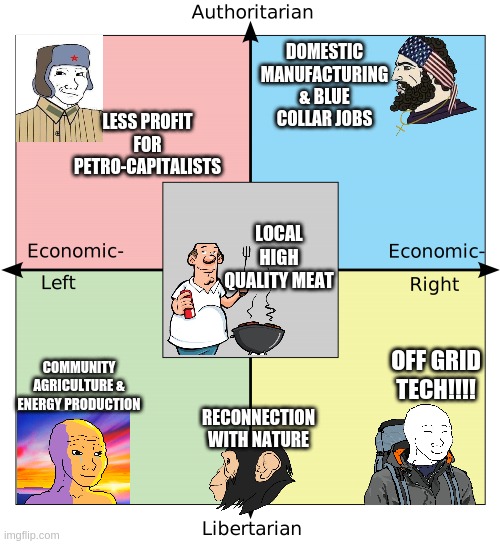 Authoritarian
DOMESTIC
MANUFACTURING
& BLUE
COLLAR JOBS
LESS PROFIT
FOR
PETRO-CAPITALISTS
LOCAL
HIGH
QUALITY MEAT
Economic-
Left
Economic-
Right
COMMUNITY
AGRICULTURE &
ENERGY PRODUCTION
RECONNECTION
WITH NATURE
OFF GRID
TECH!!!!
Libertarian
imgflip.com